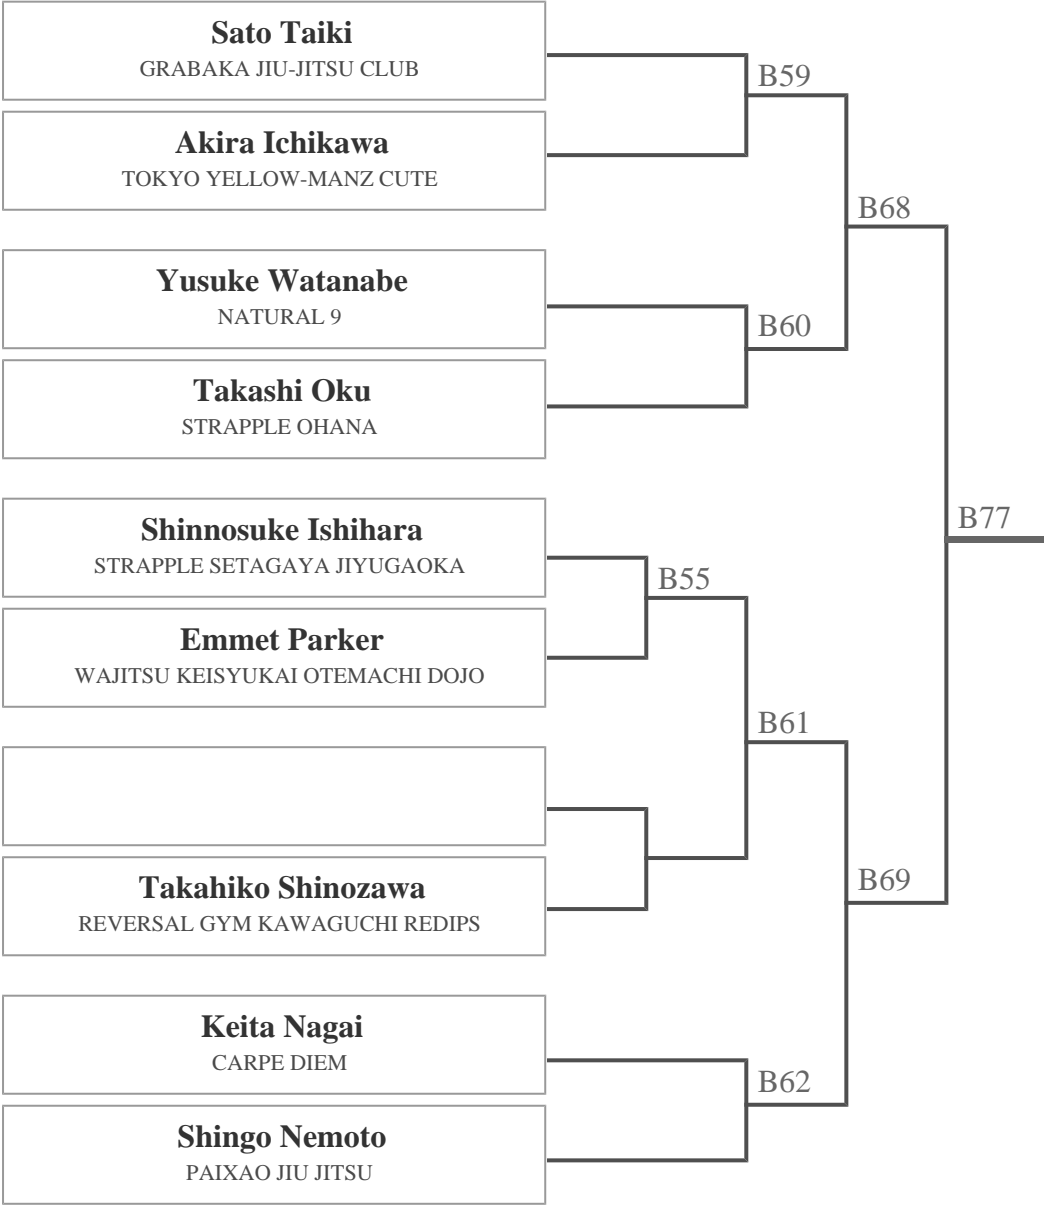 Sato Taiki
GRABAKA JIU-JITSU CLUB
B59
Akira Ichikawa
TOKYO YELLOW-MANZ CUTE
B68
Yusuke Watanabe
NATURAL 9
B60
Takashi Oku
STRAPPLE OHANA
B77
Shinnosuke Ishihara
STRAPPLE SETAGAYA JIYUGAOKA
B55
Emmet Parker
WAJITSU KEISYUKAI OTEMACHI DOJO
B61
Takahiko Shinozawa
REVERSAL GYM KAWAGUCHI REDIPS
B69
Keita Nagai
CARPE DIEM
B62
Shingo Nemoto
PAIXAO JIU JITSU